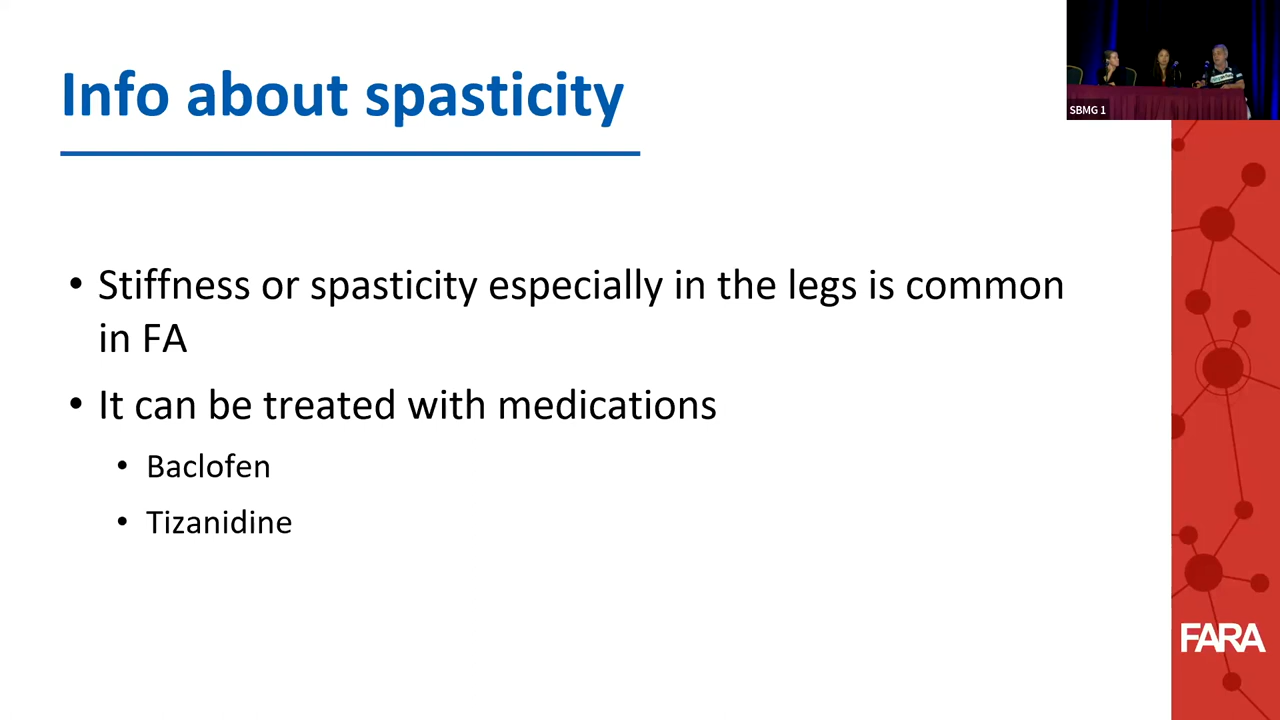 Info about spasticity
SBMG 1
• Stiffness or spasticity especially in the legs is common
in FA
• It can be treated with medications
• Baclofen
• Tizanidine
FARA